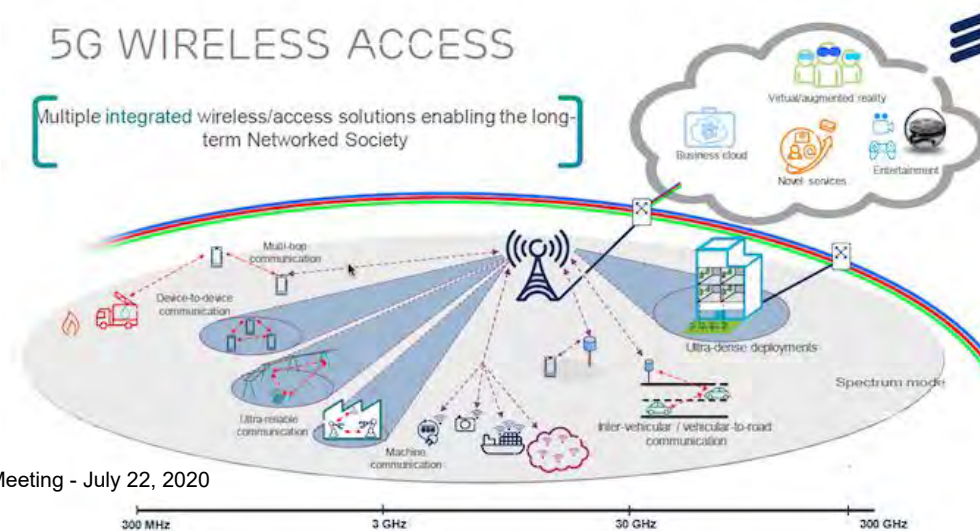 5G WIRELESS ACCESS
Multiple integrated wireless/access solutions enabling the long-
term Networked Society
Virtual/augmented reality
Business cloud
Novel services
Entertainment
Multi-hop
communication
Device-to-device
communication
Ultra-dense deployments
Spectrum mode
Ultra-reliable
communication
Inter-vehicular / vehicular-to-road
communication
Machine
communication
Meeting - July 22, 2020
300 MHz
3 GHz
30 GHz
300 GHz